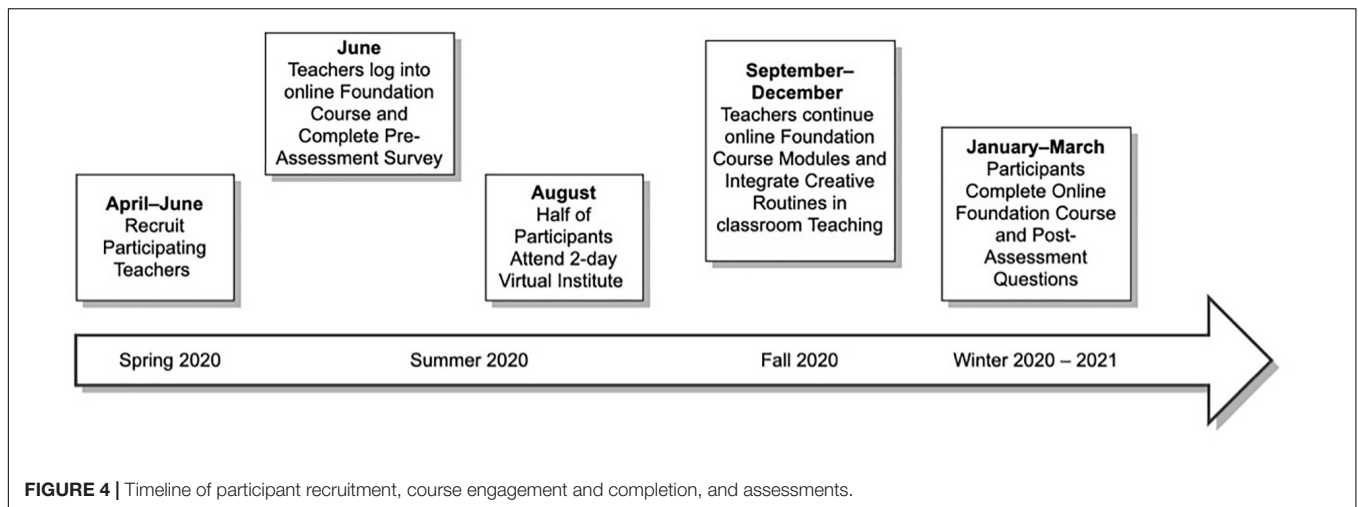 April–June
Recruit
Participating
Teachers
June
Teachers log into
online Foundation
Course and
Complete Pre-
Assessment Survey
August
Half of
Participants
Attend 2-day
Virtual Institute
September–
December
Teachers continue
online Foundation
Course Modules and
Integrate Creative
Routines in
classroom Teaching
January–March
Participants
Complete Online
Foundation Course
and Post-
Assessment
Questions
Spring 2020
Summer 2020
Fall 2020
Winter 2020 – 2021
FIGURE 4 | Timeline of participant recruitment, course engagement and completion, and assessments.